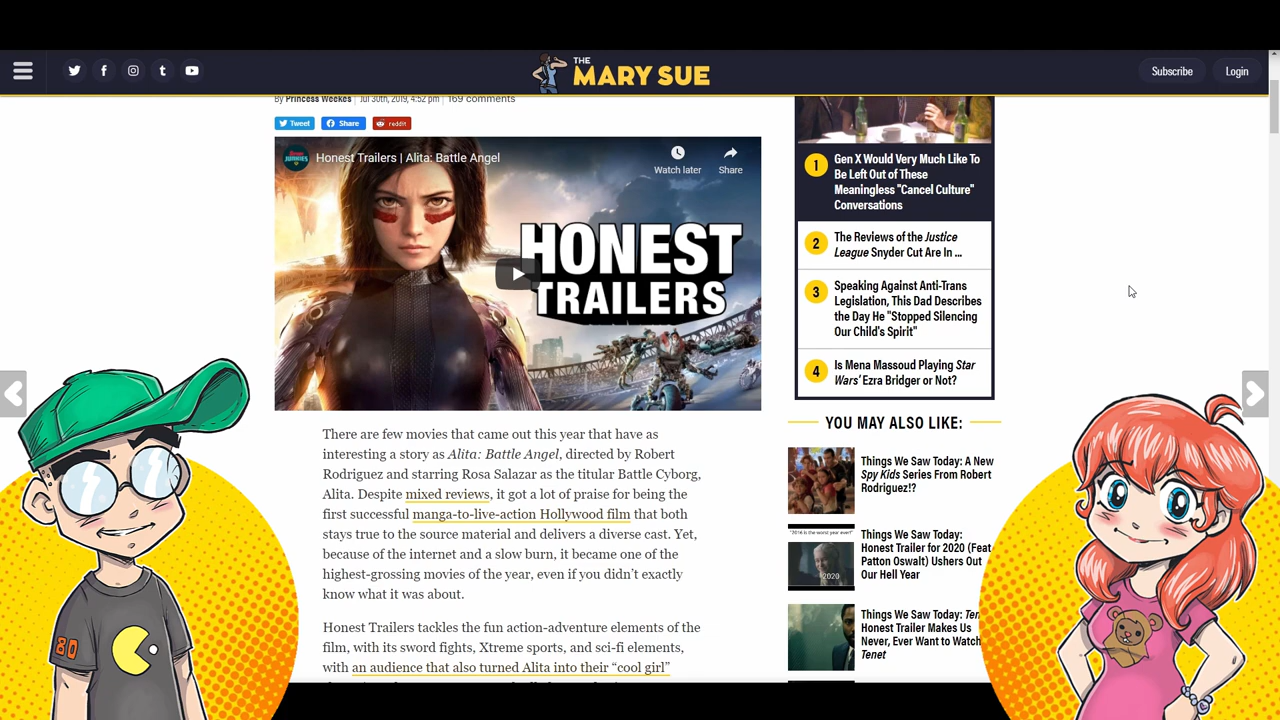 THE
MARY SUE
Subscribe
Login
By Princess Weekes | Jul 30th, 2019, 4:52 pm | 169 comments
Tweet
Share
reddit
Honest Trailers | Alita: Battle Angel
Watch later
Share
HONEST
TRAILERS
There are few movies that came out this year that have as
interesting a story as Alita: Battle Angel, directed by Robert
Rodriguez and starring Rosa Salazar as the titular Battle Cyborg,
Alita. Despite mixed reviews, it got a lot of praise for being the
first successful manga-to-live-action Hollywood film that both
stays true to the source material and delivers a diverse cast. Yet,
because of the internet and a slow burn, it became one of the
highest-grossing movies of the year, even if you didn't exactly
know what it was about.
Honest Trailers tackles the fun action-adventure elements of the
film, with its sword fights, Xtreme sports, and sci-fi elements,
with an audience that also turned Alita into their “cool girl”
1
Gen X Would Very Much Like To
Be Left Out of These
Meaningless "Cancel Culture"
Conversations
2
The Reviews of the Justice
League Snyder Cut Are In ...
3
Speaking Against Anti-Trans
Legislation, This Dad Describes
the Day He "Stopped Silencing
Our Child's Spirit"
4
Is Mena Massoud Playing Star
Wars' Ezra Bridger or Not?
YOU MAY ALSO LIKE:
Things We Saw Today: A New
Spy Kids Series From Robert
Rodriguez!?
"2016 is the worst year ever!"
2020
Things We Saw Today:
Honest Trailer for 2020 (Feat
Patton Oswalt) Ushers Out
Our Hell Year
Things We Saw Today: Ten
Honest Trailer Makes Us
Never, Ever Want to Watch
Tenet
80